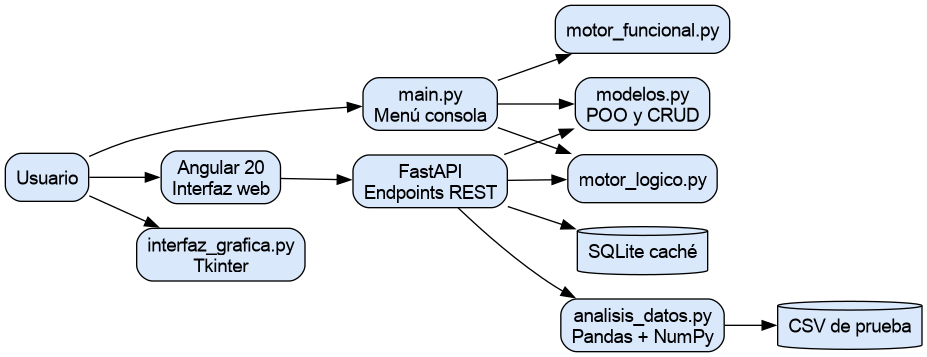 motor_funcional.py
main.py
Menú consola
modelos.py
POO y CRUD
Usuario
Angular 20
Interfaz web
FastAPI
Endpoints REST
motor_logico.py
interfaz_grafica.py
Tkinter
SQLite caché
analisis_datos.py
Pandas + NumPy
CSV de prueba